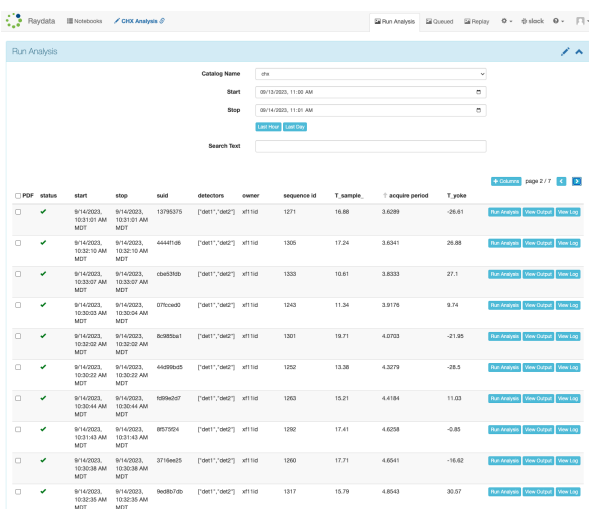 Raydata Notebooks CHX Analysis Run Analysis Queued Replay slack
Run Analysis
Catalog Name chx
Start 09/13/2023, 11:00 AM
Stop 09/14/2023, 11:01 AM
Last Hour Last Day
Search Text
+ Columns page 2 / 7 < >
PDF status start stop suid detectors owner sequence id T_sample_ ↑ acquire period T_yoke
9/14/2023, 9/14/2023, 13795375 ["det1","det2"] xf11id 1271 16.88 3.6289 -26.61 Run Analysis View Output View Log
10:31:01 AM 10:31:01 AM
MDT MDT
9/14/2023, 9/14/2023, 4444f1d6 ["det1","det2"] xf11id 1305 17.24 3.6341 26.88 Run Analysis View Output View Log
10:32:10 AM 10:32:10 AM
MDT MDT
9/14/2023, 9/14/2023, cbe53fdb ["det1","det2"] xf11id 1333 10.61 3.8333 27.1 Run Analysis View Output View Log
10:33:07 AM 10:33:07 AM
MDT MDT
9/14/2023, 9/14/2023, 07fcced0 ["det1","det2"] xf11id 1243 11.34 3.9176 9.74 Run Analysis View Output View Log
10:30:03 AM 10:30:04 AM
MDT MDT
9/14/2023, 9/14/2023, 8c985ba1 ["det1","det2"] xf11id 1301 19.71 4.0703 -21.95 Run Analysis View Output View Log
10:32:02 AM 10:32:02 AM
MDT MDT
9/14/2023, 9/14/2023, 44d99bd5 ["det1","det2"] xf11id 1252 13.38 4.3279 -28.5 Run Analysis View Output View Log
10:30:22 AM 10:30:22 AM
MDT MDT
9/14/2023, 9/14/2023, fd99e2d7 ["det1","det2"] xf11id 1263 15.21 4.4184 11.03 Run Analysis View Output View Log
10:30:44 AM 10:30:44 AM
MDT MDT
9/14/2023, 9/14/2023, 8f575f24 ["det1","det2"] xf11id 1292 17.41 4.6258 -0.85 Run Analysis View Output View Log
10:31:43 AM 10:31:43 AM
MDT MDT
9/14/2023, 9/14/2023, 3716ee25 ["det1","det2"] xf11id 1260 17.71 4.6541 -16.62 Run Analysis View Output View Log
10:30:38 AM 10:30:38 AM
MDT MDT
9/14/2023, 9/14/2023, 9ed8b7db ["det1","det2"] xf11id 1317 15.79 4.8543 30.57 Run Analysis View Output View Log
10:32:35 AM 10:32:35 AM
MDT MDT